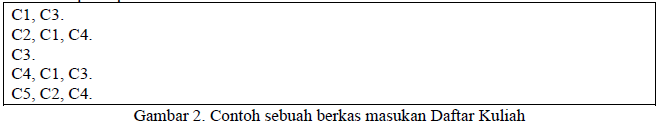 C1, C3.
C2, C1, C4.
C3.
C4, C1, C3.
C5, C2, C4.
Gambar 2. Contoh sebuah berkas masukan Daftar Kuliah